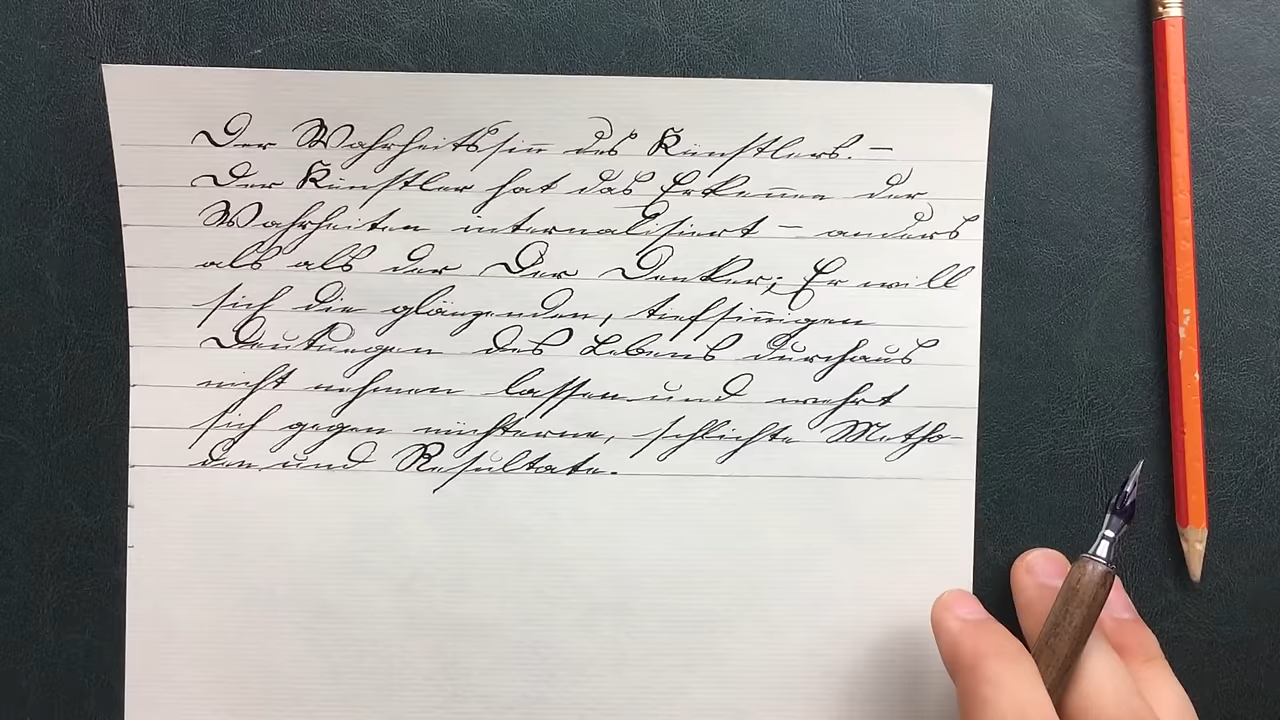 Der Wahrheitssinn des Künstlers. –
Der Künstler hat das Erkennen der
Wahrheiten internalisiert – anders
als als der Der Denker; Er will
sich die glänzenden, tiefsinnigen
Deutungen des Lebens durchaus
nicht nehmen lassen und wehrt
sich gegen nüchterne, schlichte Metho-
den und Resultate.